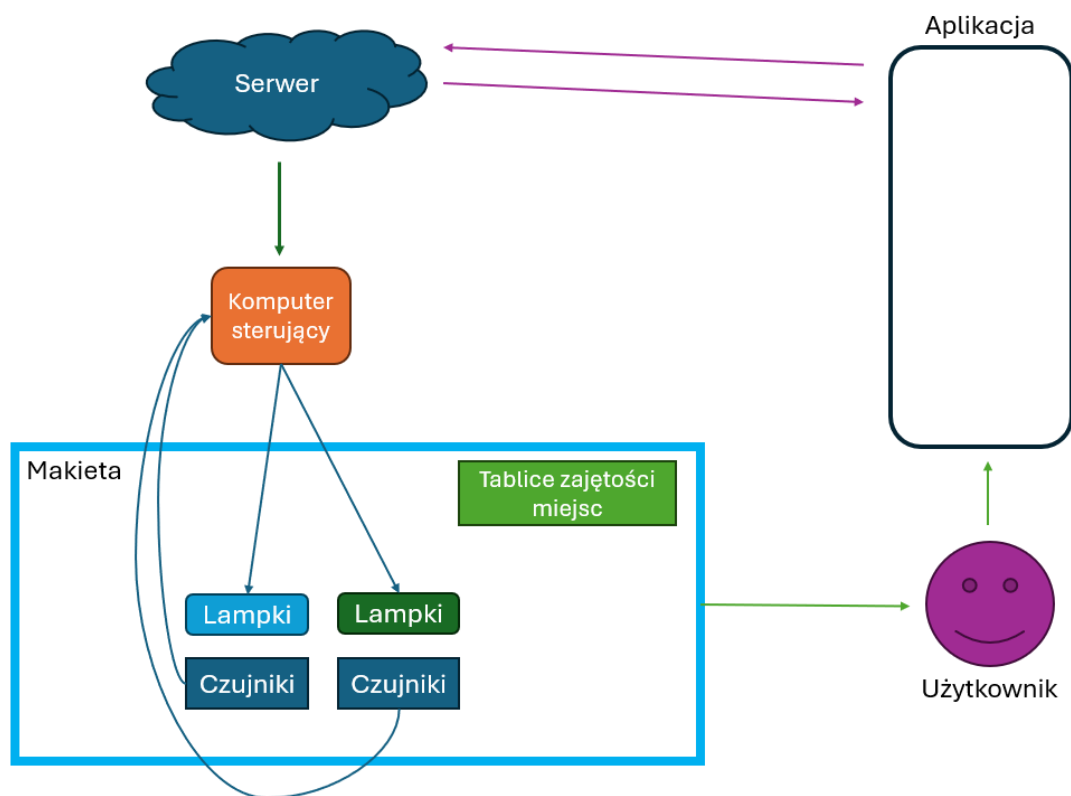 Aplikacja
Serwer
Komputer
sterujący
Makieta
Tablice zajętości
miejsc
Lampki
Lampki
Czujniki
Czujniki
Użytkownik